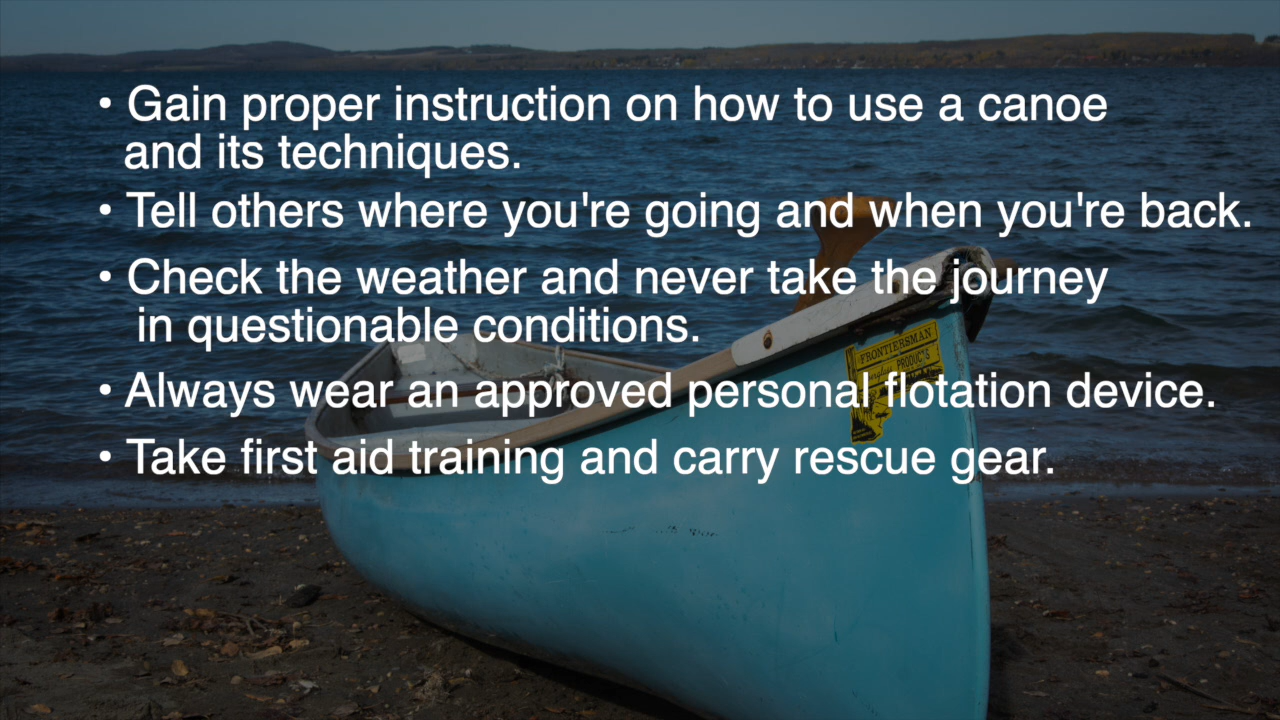 • Gain proper instruction on how to use a canoe
and its techniques.
• Tell others where you're going and when you're back.
• Check the weather and never take the journey
in questionable conditions.
• Always wear an approved personal flotation device.
• Take first aid training and carry rescue gear.
FRONTIERSMAN
PRODUCTS